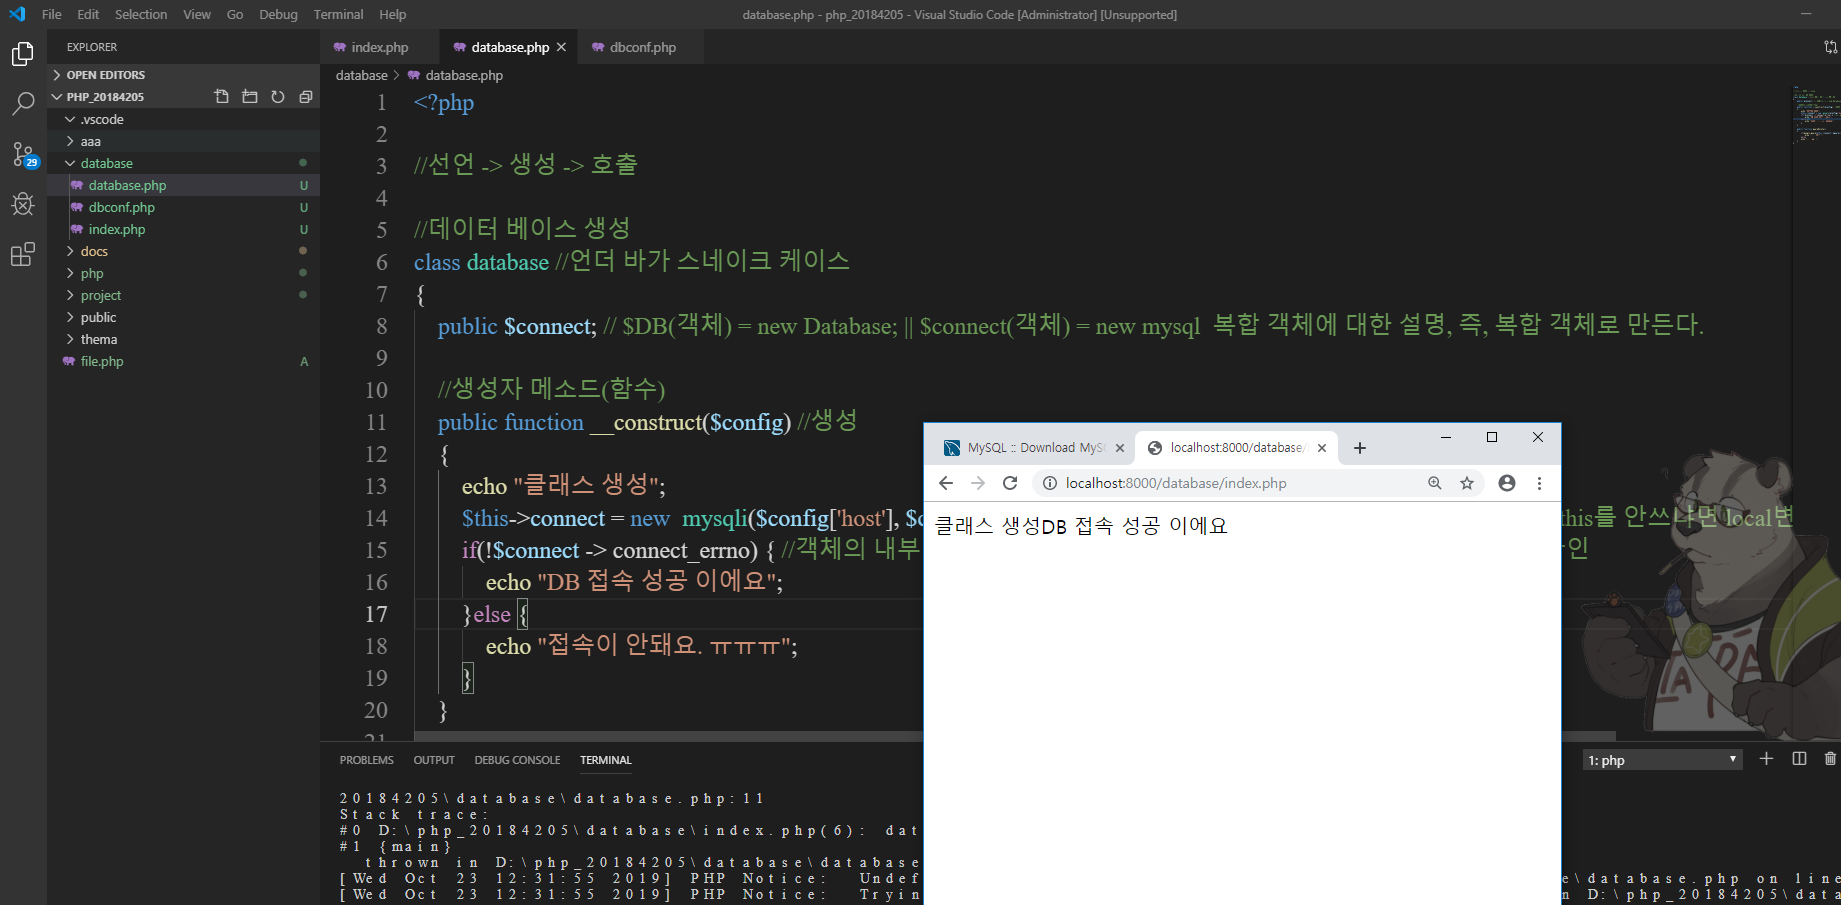 File Edit Selection View Go Debug Terminal Help
database.php - php_20184205 - Visual Studio Code [Administrator] [Unsupported]
EXPLORER
OPEN EDITORS
PHP_20184205
.vscode
aaa
database
database.php U
dbconf.php U
index.php U
docs
php
project
public
thema
file.php A
29
index.php
database.php
dbconf.php
database > database.php
1 <?php
2
3 //선언 -> 생성 -> 호출
4
5 //데이터 베이스 생성
6 class database //언더 바가 스네이크 케이스
7 {
8 public $connect; // $DB(객체) = new Database; || $connect(객체) = new mysql 복합 객체에 대한 설명, 즉, 복합 객체로 만든다.
9
10 //생성자 메소드(함수)
11 public function __construct($config) //생성
12 {
13 echo "클래스 생성";
14 $this->connect = new mysqli($config['host'], $c
this를 안쓰냐면 local변
15 if(!$connect -> connect_errno) { //객체의 내부
인
16 echo "DB 접속 성공 이에요";
17 }else {
18 echo "접속이 안돼요. ㅠㅠㅠ";
19 }
20 }
21
MySQL :: Download MyS
localhost:8000/database/
localhost:8000/database/index.php
클래스 생성DB 접속 성공 이에요
PROBLEMS OUTPUT DEBUG CONSOLE TERMINAL
1: php
20184205\database\database.php:11
Stack trace:
#0 D:\php_20184205\database\index.php(6): dat
#1 {main}
thrown in D:\php_20184205\database\database
[Wed Oct 23 12:31:55 2019] PHP Notice: Undef
e\database.php on line
[Wed Oct 23 12:31:55 2019] PHP Notice: Tryin
n D:\php_20184205\data